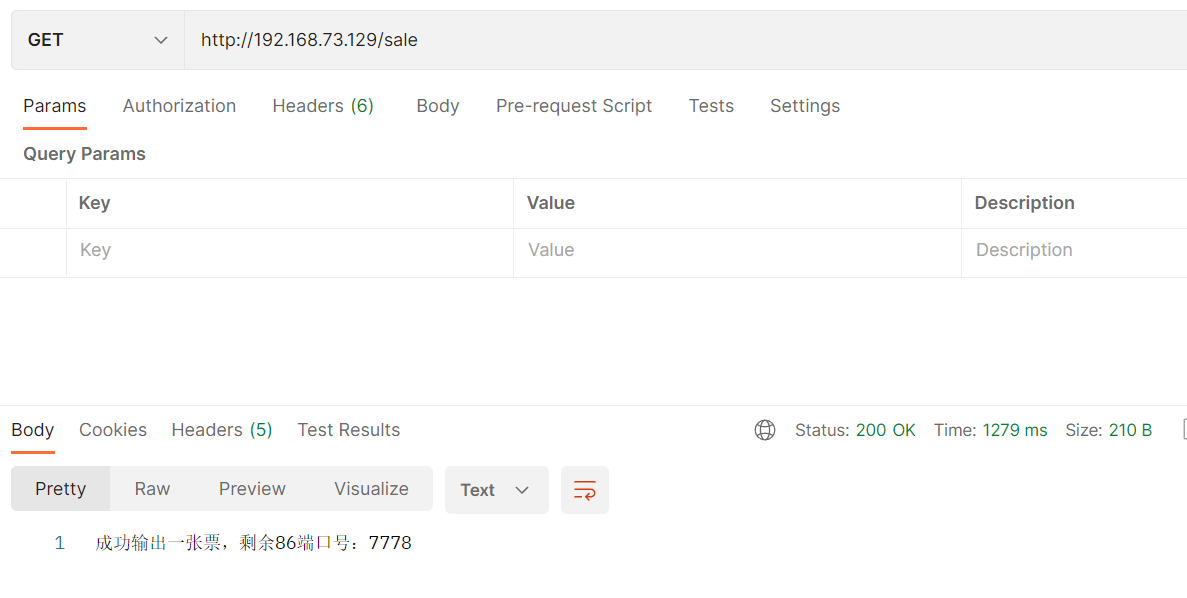 GET http://192.168.73.129/sale
Params Authorization Headers (6) Body Pre-request Script Tests Settings
Query Params
Key Value Description
Key Value Description
Body Cookies Headers (5) Test Results Status: 200 OK Time: 1279 ms Size: 210 B
Pretty Raw Preview Visualize Text
1 成功输出一张票，剩余86端口号：7778